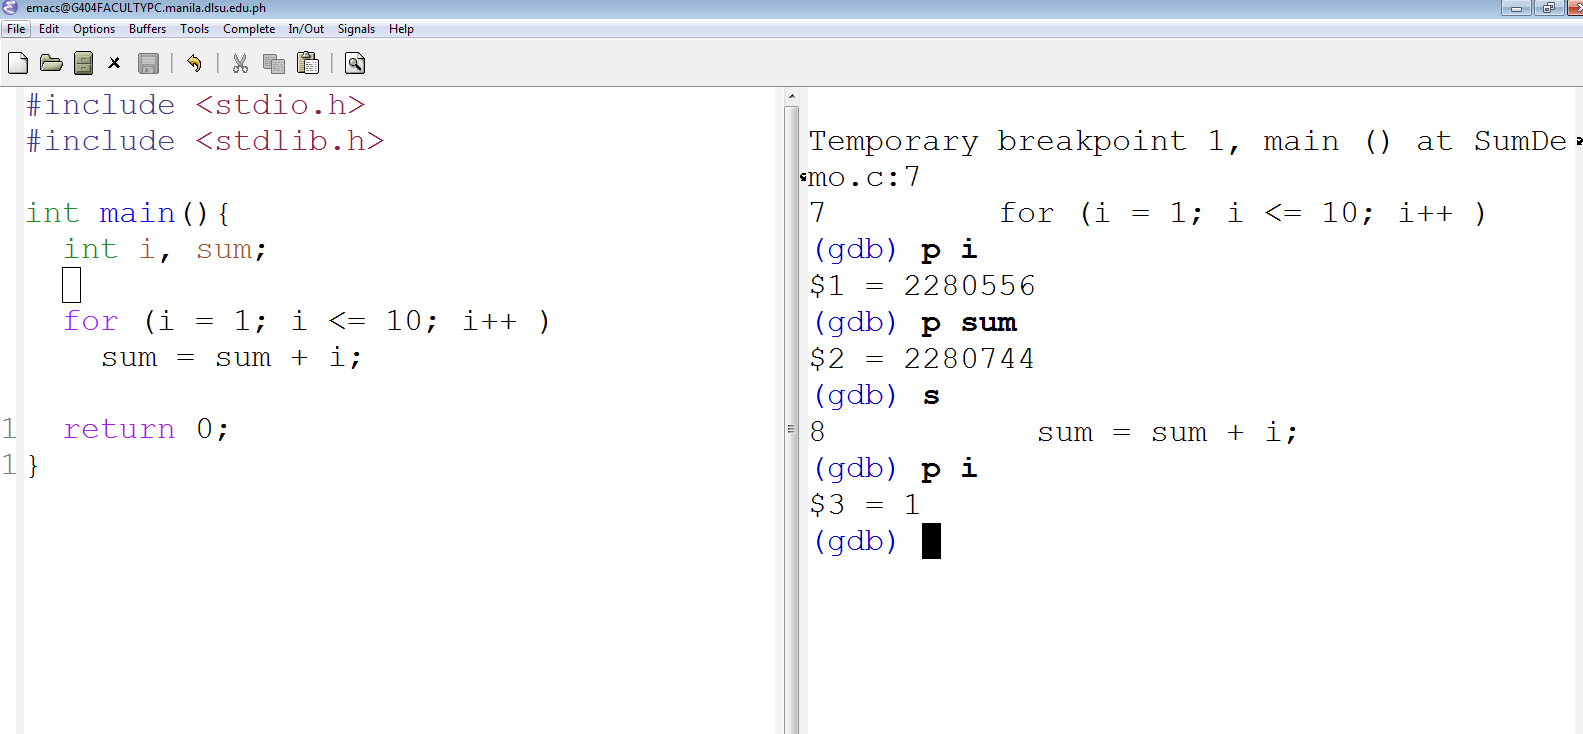 emacs@G404FACULTYPC.manila.dlsu.edu.ph
File Edit Options Buffers Tools Complete In/Out Signals Help
#include <stdio.h>
#include <stdlib.h>
int main(){
int i, sum;
for (i = 1; i <= 10; i++ )
sum = sum + i;
1 return 0;
1 }
Temporary breakpoint 1, main () at SumDe
mo.c:7
7 for (i = 1; i <= 10; i++ )
(gdb) p i
$1 = 2280556
(gdb) p sum
$2 = 2280744
(gdb) s
8 sum = sum + i;
(gdb) p i
$3 = 1
(gdb)